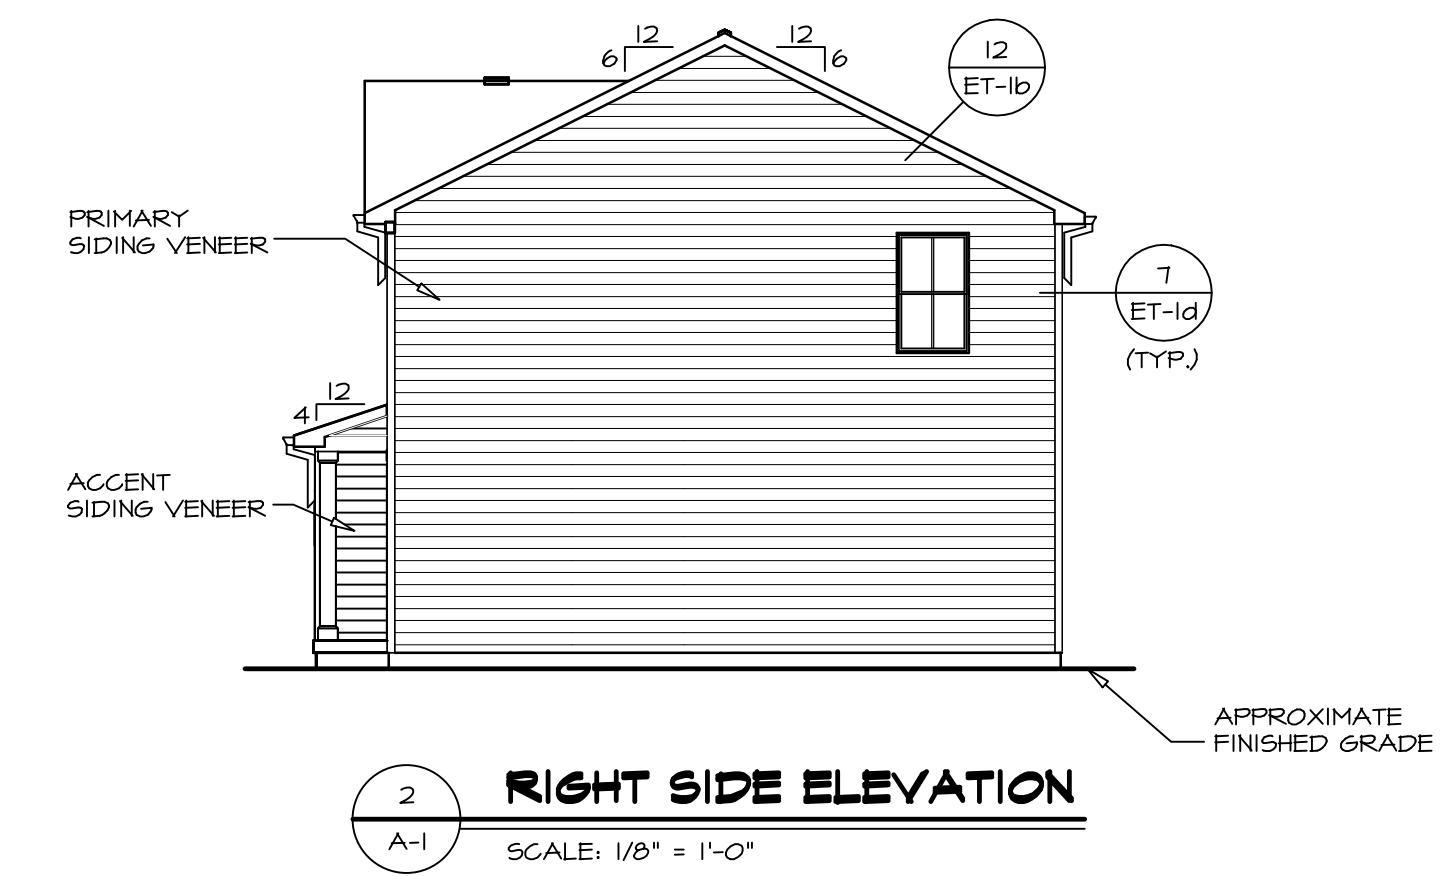 12
6
12
6
12
ET-1b
PRIMARY
SIDING VENEER
7
ET-1d
(TYP.)
12
4
ACCENT
SIDING VENEER
APPROXIMATE
FINISHED GRADE
2
A-1
RIGHT SIDE ELEVATION
SCALE: 1/8" = 1'-0"